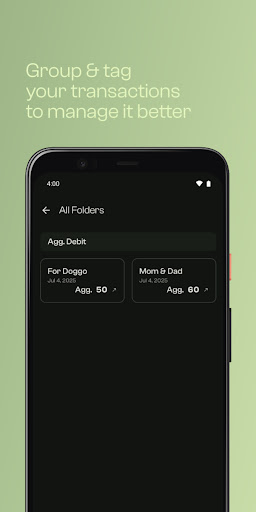 Group & tag
your transactions
to manage it better
4:00
← All Folders
Agg. Debit
For Doggo
Jul 4, 2025
Agg. 50 ↗
Mom & Dad
Jul 4, 2025
Agg. 60 ↗